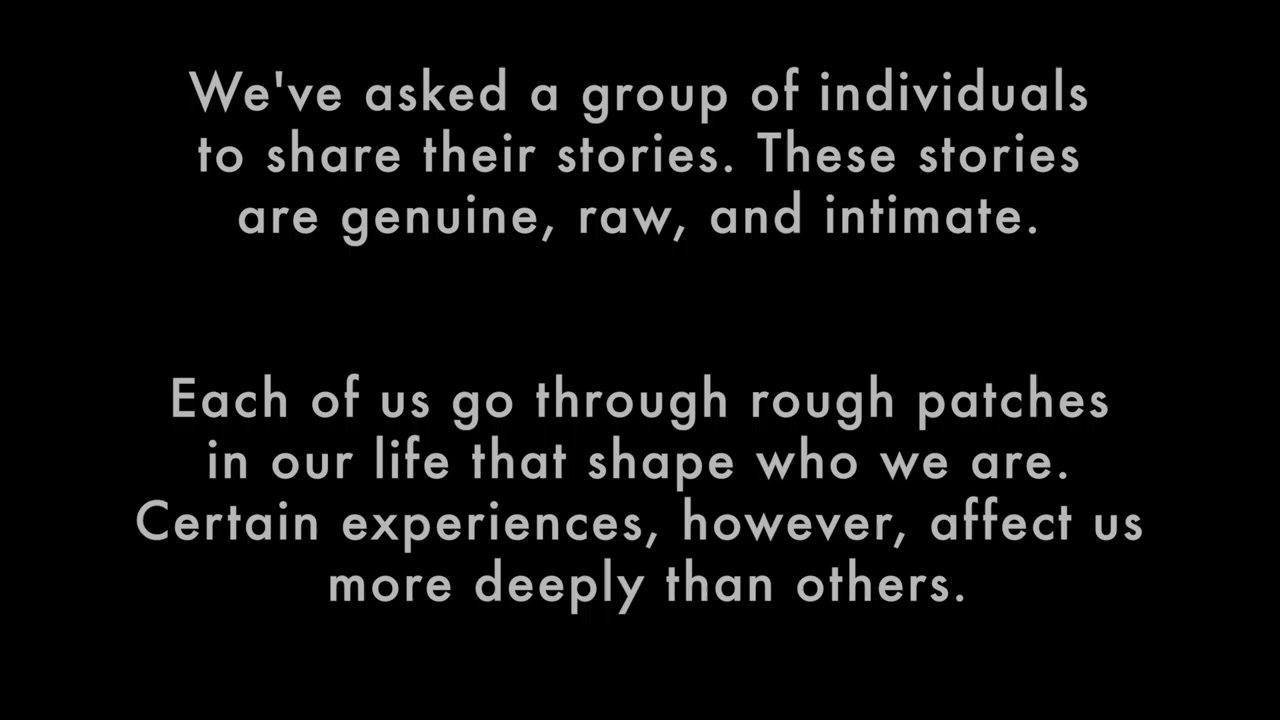 We've asked a group of individuals
to share their stories. These stories
are genuine, raw, and intimate.
Each of us go through rough patches
in our life that shape who we are.
Certain experiences, however, affect us
more deeply than others.